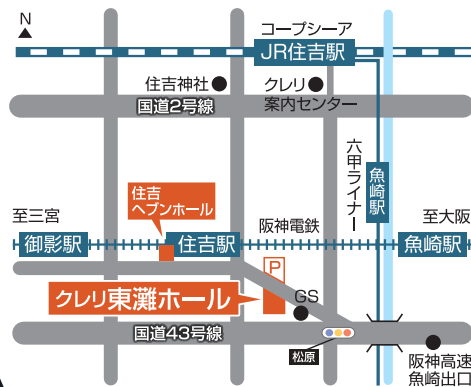 N
コープシーア
JR住吉駅
住吉神社
クレリ
案内センター
国道2号線
六甲ライナー
魚崎駅
住吉
ヘブンホール
至三宮
阪神電鉄
至大阪
御影駅
住吉駅
魚崎駅
P
クレリ東灘ホール
GS
国道43号線
松原
阪神高速
魚崎出口